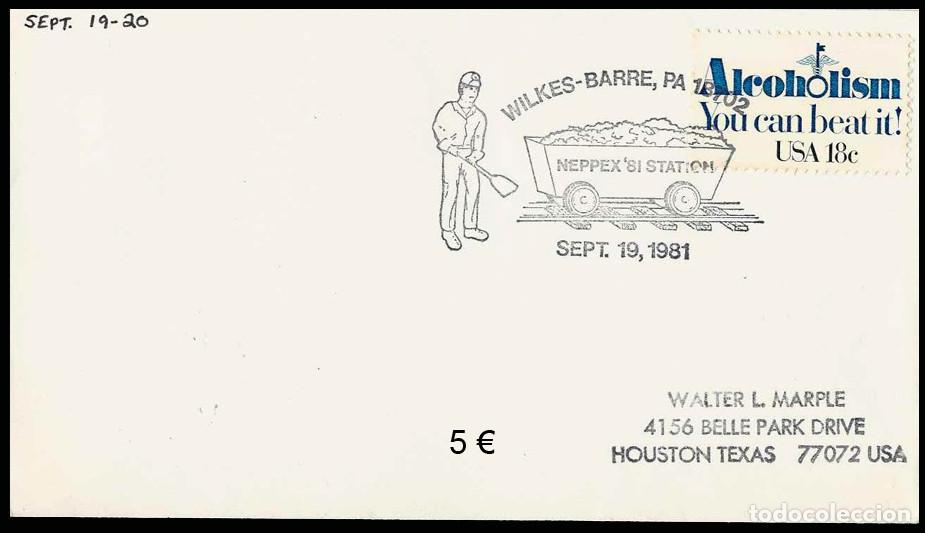 SEPT. 19-20
WILKES-BARRE, PA 18702
NEPPEX '81 STATION
SEPT. 19, 1981
Alcoholism
You can beat it!
USA 18c
WALTER L. MARPLE
4156 BELLE PARK DRIVE
HOUSTON TEXAS 77072 USA
5 €
todocoleccion